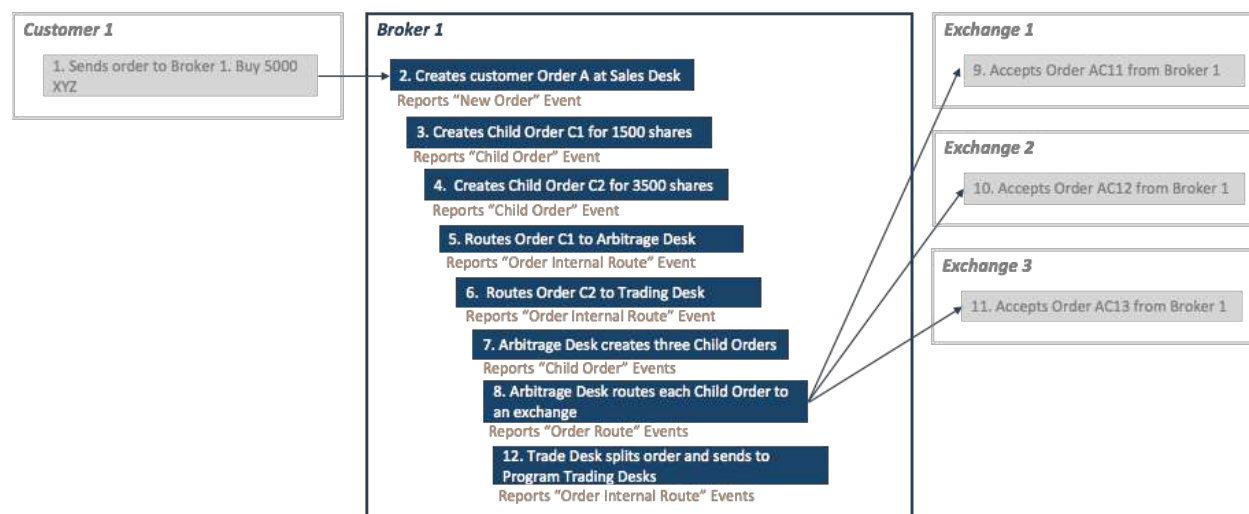 Customer 1
1. Sends order to Broker 1. Buy 5000
XYZ
Broker 1
2. Creates customer Order A at Sales Desk
Reports “New Order” Event
3. Creates Child Order C1 for 1500 shares
Reports “Child Order” Event
4. Creates Child Order C2 for 3500 shares
Reports “Child Order” Event
5. Routes Order C1 to Arbitrage Desk
Reports “Order Internal Route” Event
6. Routes Order C2 to Trading Desk
Reports “Order Internal Route” Event
7. Arbitrage Desk creates three Child Orders
Reports “Child Order” Events
8. Arbitrage Desk routes each Child Order to
an exchange
Reports “Order Route” Events
12. Trade Desk splits order and sends to
Program Trading Desks
Reports “Order Internal Route” Events
Exchange 1
9. Accepts Order AC11 from Broker 1
Exchange 2
10. Accepts Order AC12 from Broker 1
Exchange 3
11. Accepts Order AC13 from Broker 1